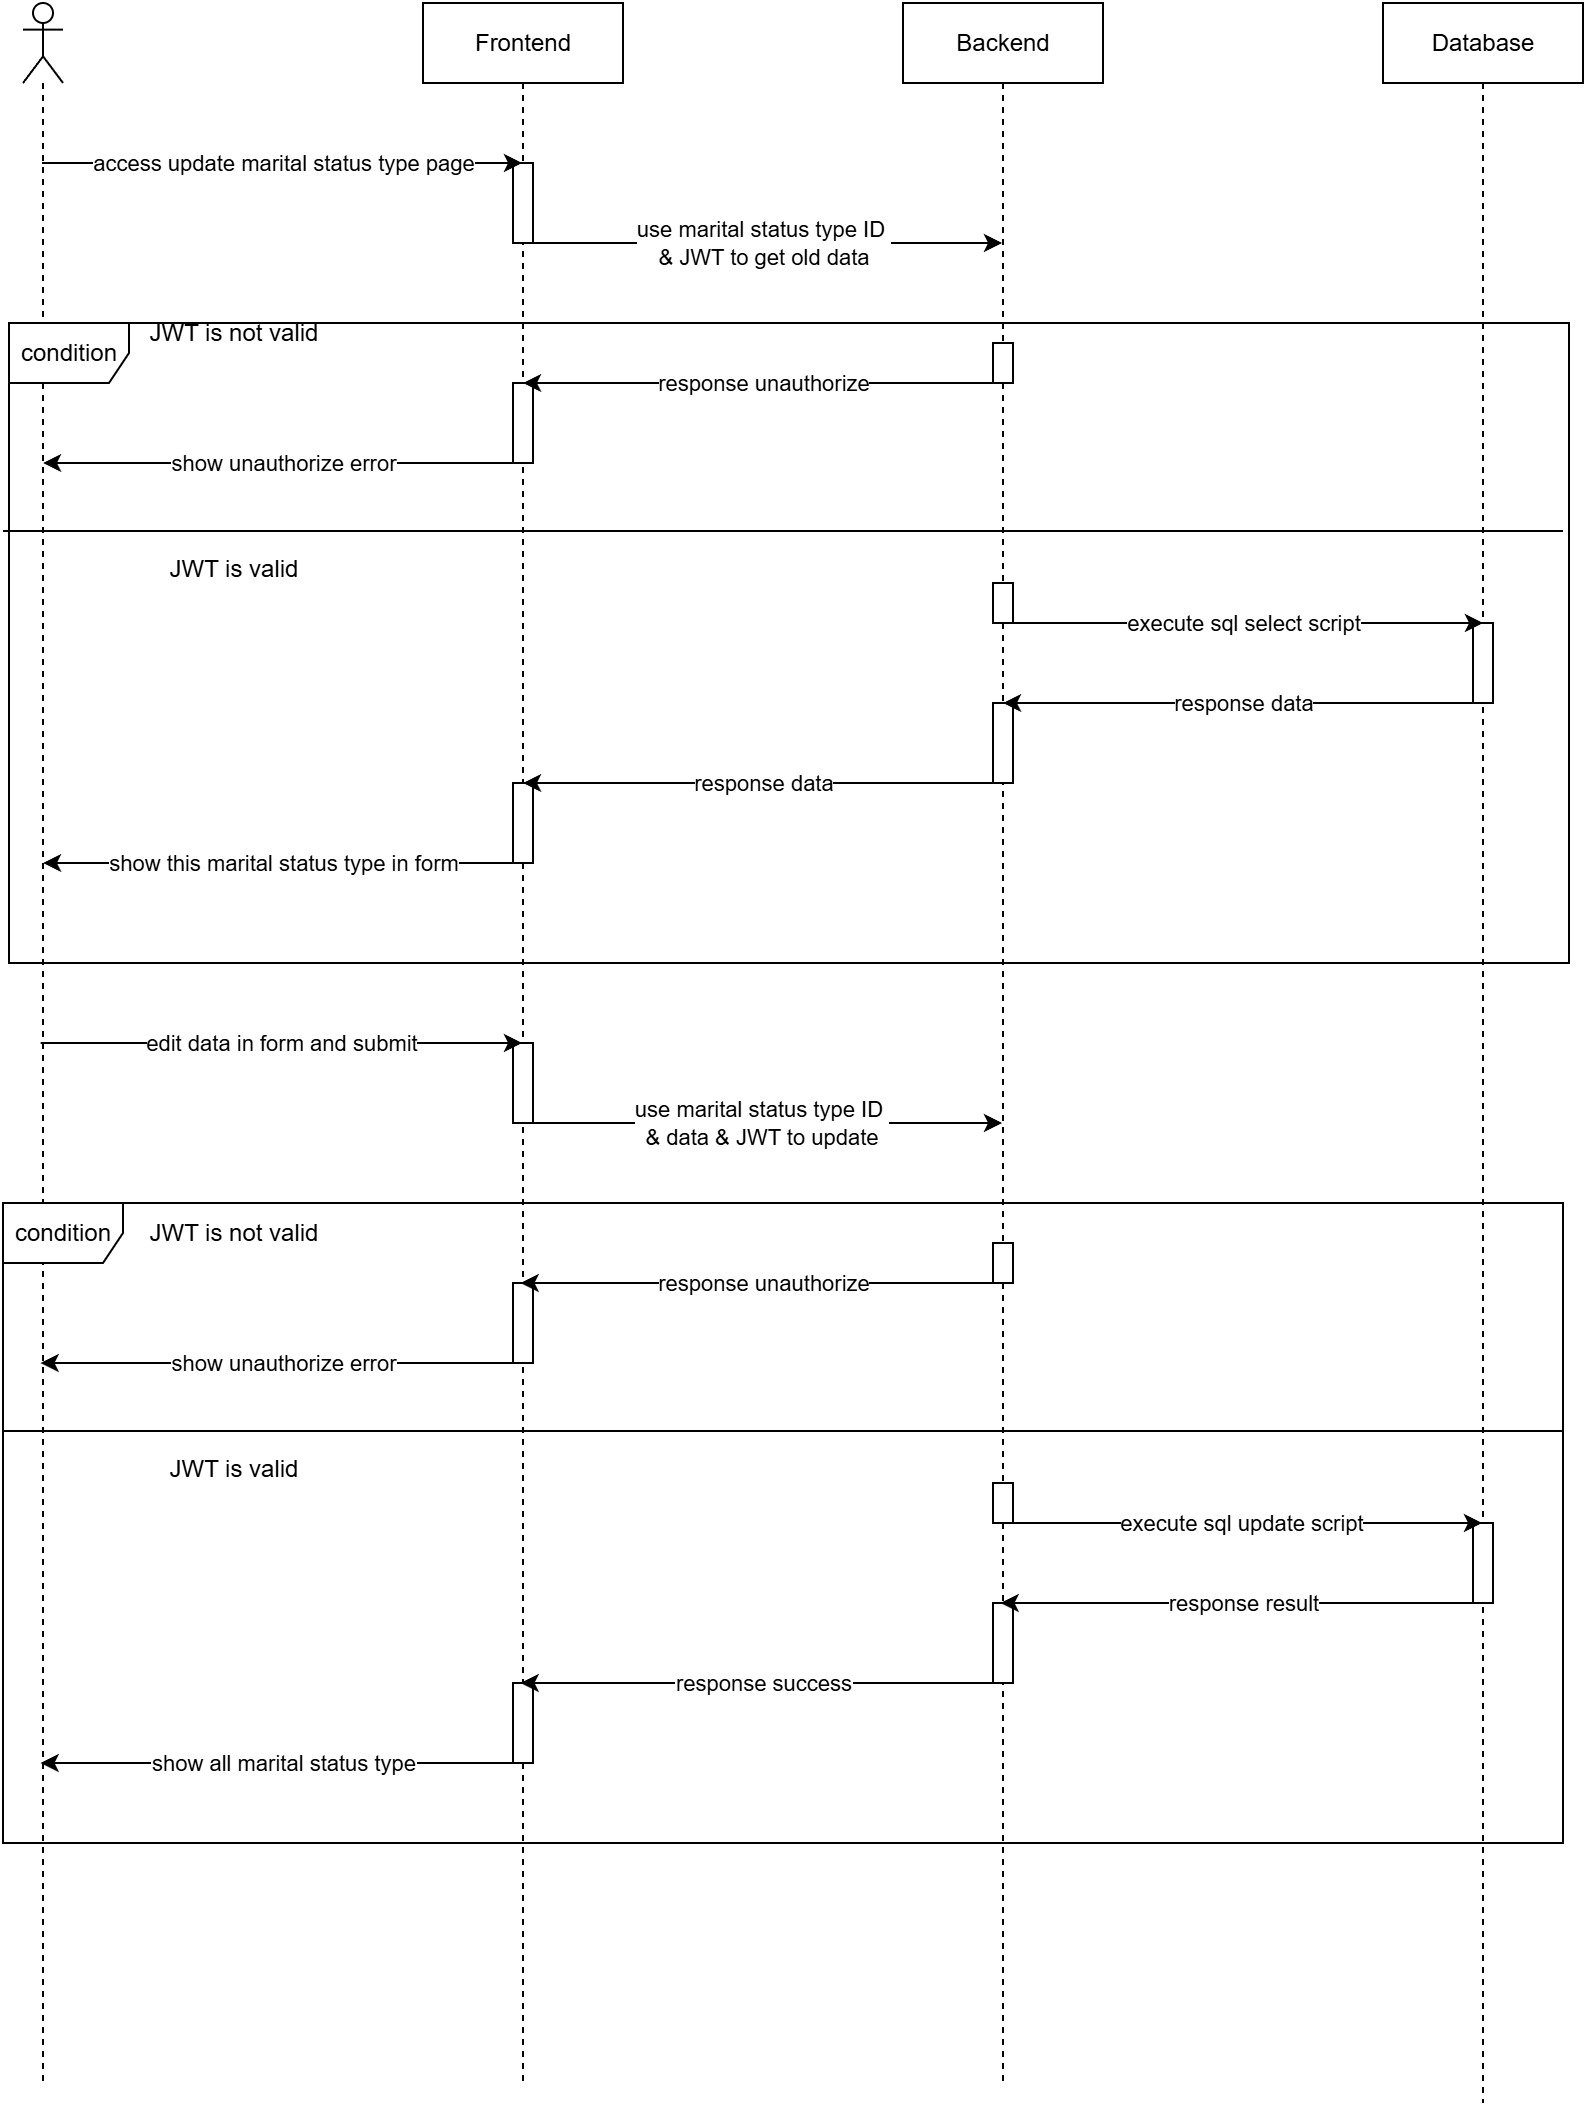 Frontend
Backend
Database
access update marital status type page
use marital status type ID
& JWT to get old data
condition
JWT is not valid
response unauthorize
show unauthorize error
JWT is valid
execute sql select script
response data
response data
show this marital status type in form
edit data in form and submit
use marital status type ID
& data & JWT to update
condition
JWT is not valid
response unauthorize
show unauthorize error
JWT is valid
execute sql update script
response result
response success
show all marital status type